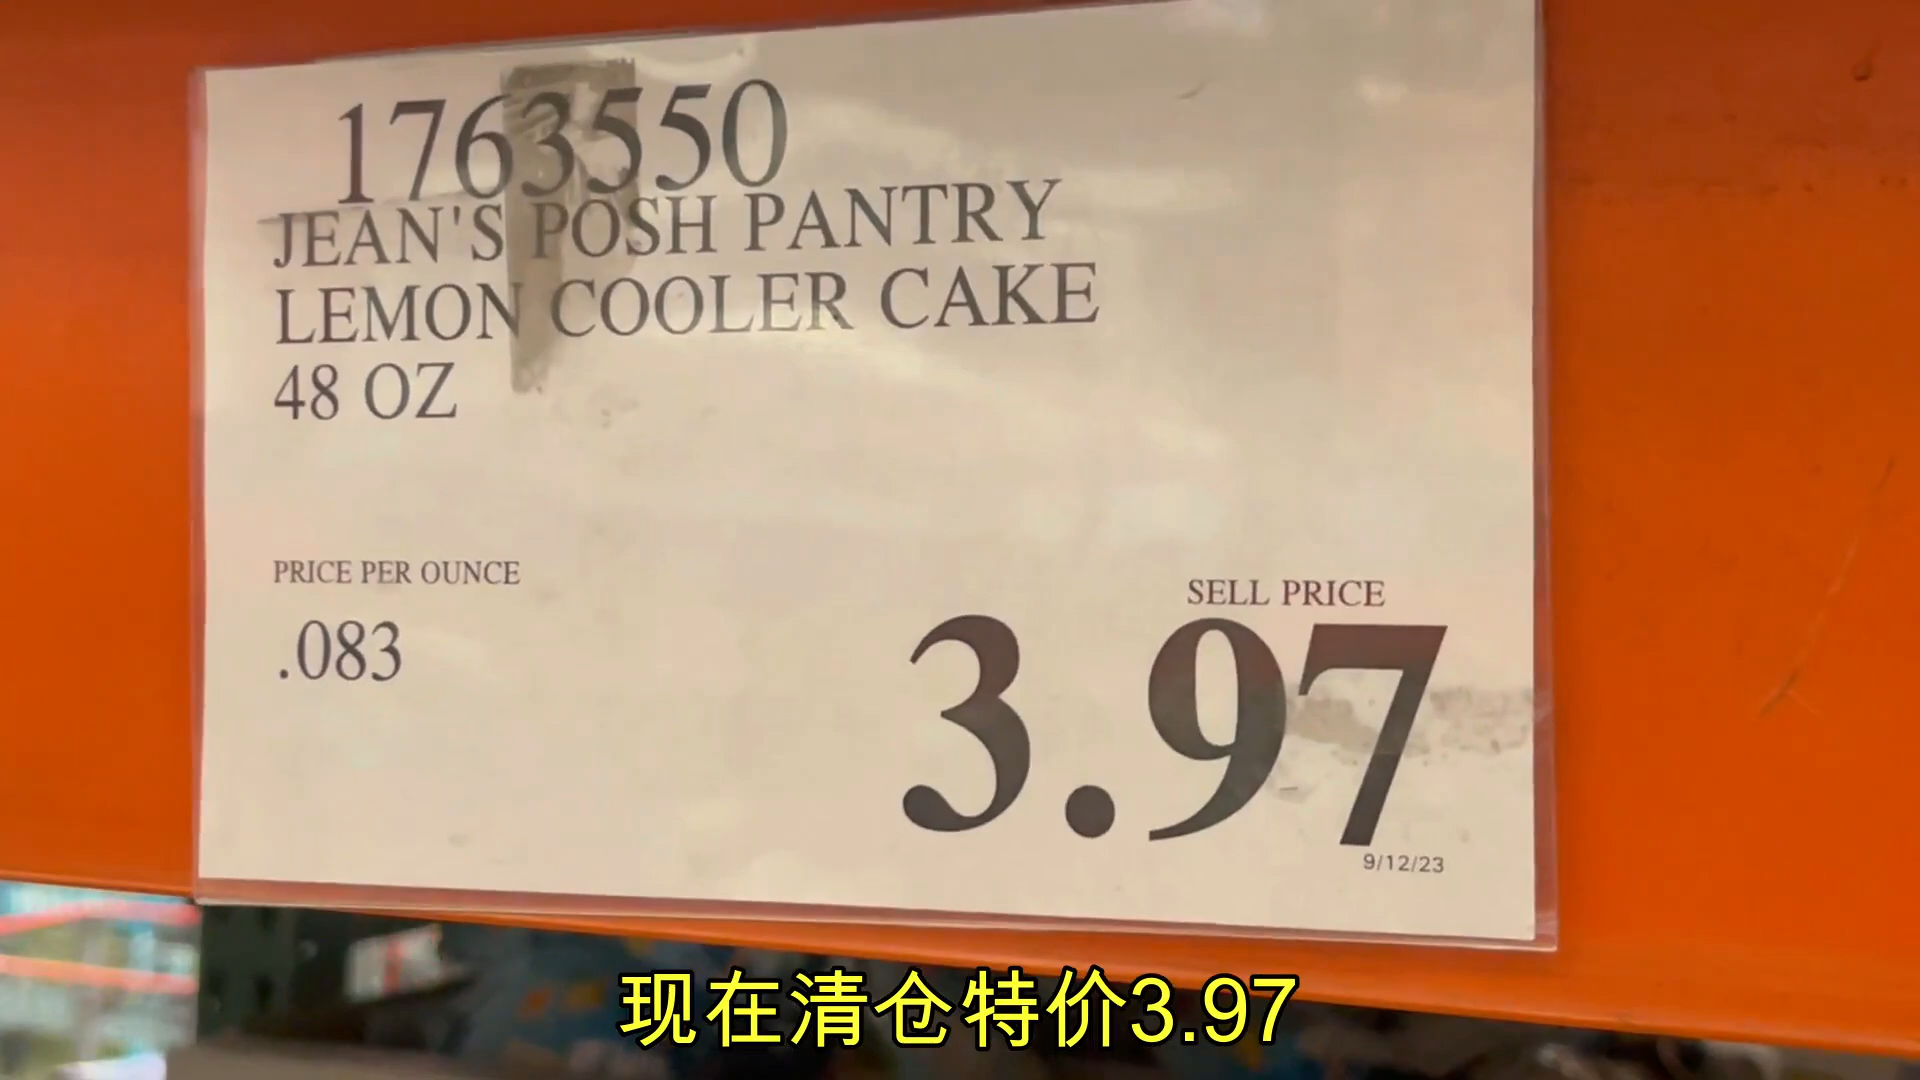 1763550
JEAN'S POSH PANTRY
LEMON COOLER CAKE
48 OZ
PRICE PER OUNCE
.083
SELL PRICE
3.97
9/12/23
现在清仓特价3.97